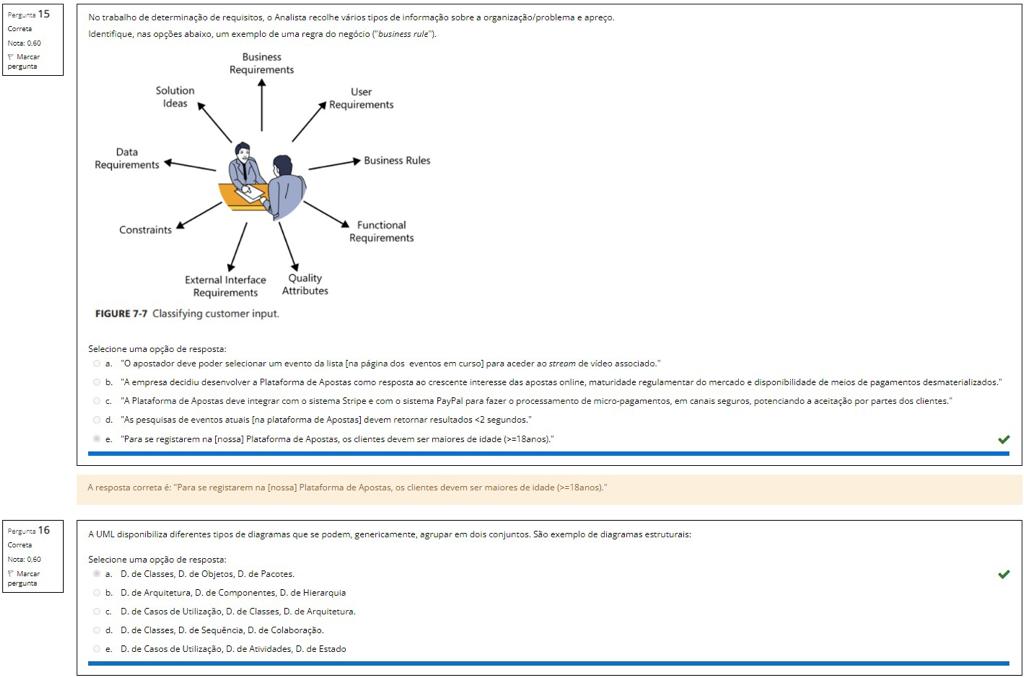 Pergunta 15
Correta
Nota: 0,60
Marcar
pergunta
No trabalho de determinação de requisitos, o Analista recolhe vários tipos de informação sobre a organização/problema e apreço.
Identifique, nas opções abaixo, um exemplo de uma regra do negócio ("business rule").
Business
Requirements
Solution
Ideas
User
Requirements
Data
Requirements
Business Rules
Constraints
Functional
Requirements
External Interface
Requirements
Quality
Attributes
FIGURE 7-7 Classifying customer input.
Selecione uma opção de resposta:
a. "O apostador deve poder selecionar um evento da lista [na página dos eventos em curso] para aceder ao stream de vídeo associado."
b. "A empresa decidiu desenvolver a Plataforma de Apostas como resposta ao crescente interesse das apostas online, maturidade regulamentar do mercado e disponibilidade de meios de pagamentos desmaterializados."
c. "A Plataforma de Apostas deve integrar com o sistema Stripe e com o sistema PayPal para fazer o processamento de micro-pagamentos, em canais seguros, potenciando a aceitação por partes dos clientes."
d. "As pesquisas de eventos atuais [na plataforma de Apostas] devem retornar resultados <2 segundos."
e. "Para se registarem na [nossa] Plataforma de Apostas, os clientes devem ser maiores de idade (>=18anos)."
A resposta correta é: "Para se registarem na [nossa] Plataforma de Apostas, os clientes devem ser maiores de idade (>=18anos)."
Pergunta 16
Correta
Nota: 0,60
Marcar
pergunta
A UML disponibiliza diferentes tipos de diagramas que se podem, genericamente, agrupar em dois conjuntos. São exemplo de diagramas estruturais:
Selecione uma opção de resposta:
a. D. de Classes, D. de Objetos, D. de Pacotes.
b. D. de Arquitetura, D. de Componentes, D. de Hierarquia
c. D. de Casos de Utilização, D. de Classes, D. de Arquitetura.
d. D. de Classes, D. de Sequência, D. de Colaboração.
e. D. de Casos de Utilização, D. de Atividades, D. de Estado